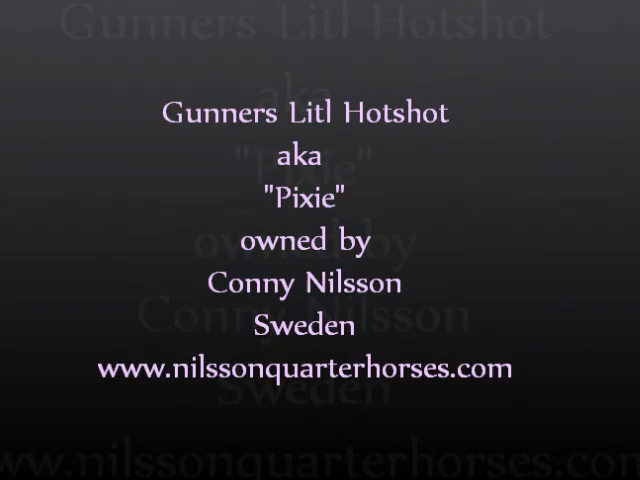 Gunners Litl Hotshot
aka
"Pixie"
owned by
Conny Nilsson
Sweden
www.nilssonquarterhorses.com